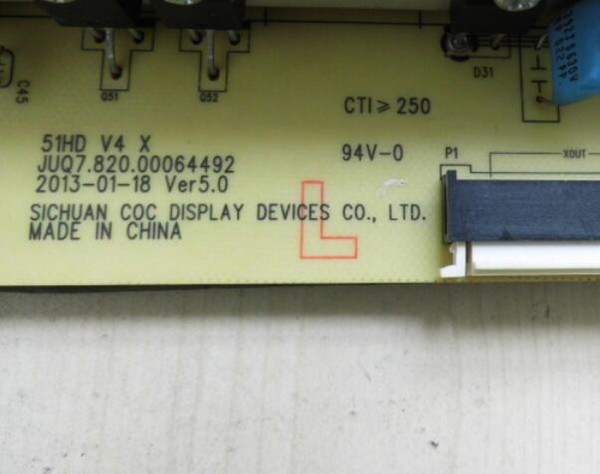 C45
Q51
Q52
D31
CTI≥250
51HD V4 X
94V-0
P1
XOUT
JUQ7.820.00064492
2013-01-18 Ver5.0
SICHUAN COC DISPLAY DEVICES CO., LTD.
MADE IN CHINA
L